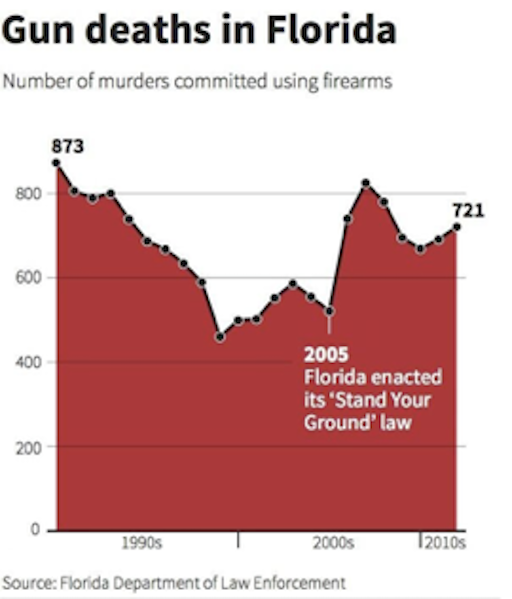 Gun deaths in Florida
Number of murders committed using firearms
873
800
721
600
2005
Florida enacted
its ‘Stand Your
Ground’ law
400
200
0
1990s
2000s
2010s
Source: Florida Department of Law Enforcement